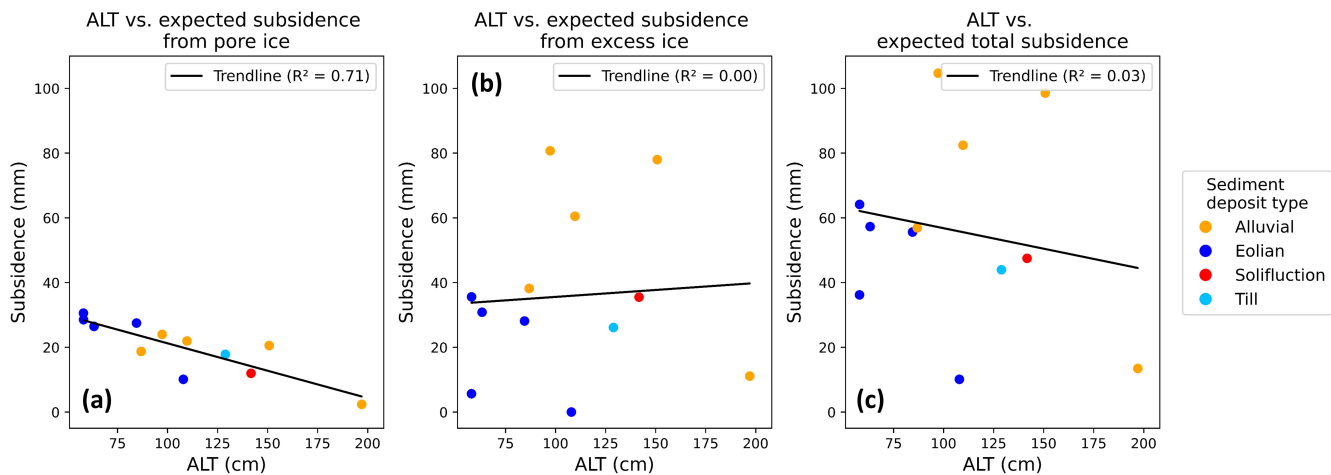 ALT vs. expected subsidence
from pore ice
Trendline (R² = 0.71)
Subsidence (mm)
100
80
60
40
20
0
(a)
75
100
125
150
175
200
ALT (cm)
ALT vs. expected subsidence
from excess ice
(b)
Trendline (R² = 0.00)
Subsidence (mm)
100
80
60
40
20
0
75
100
125
150
175
200
ALT (cm)
ALT vs.
expected total subsidence
Trendline (R² = 0.03)
Subsidence (mm)
100
80
60
40
20
0
(c)
75
100
125
150
175
200
ALT (cm)
Sediment
deposit type
Alluvial
Eolian
Solifluction
Till